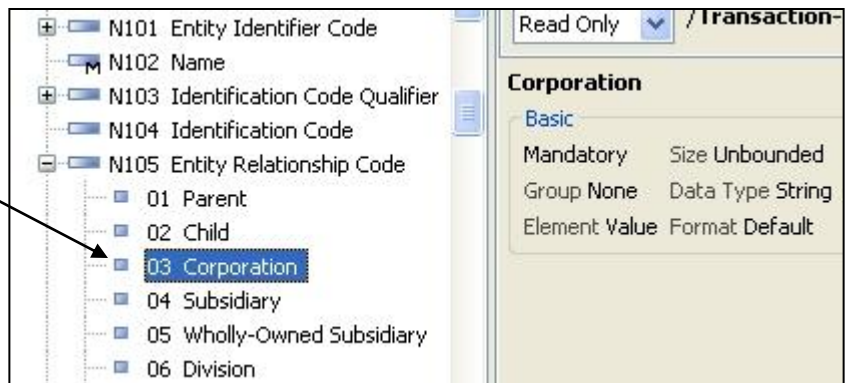 N101 Entity Identifier Code
M N102 Name
N103 Identification Code Qualifier
N104 Identification Code
N105 Entity Relationship Code
01 Parent
02 Child
03 Corporation
04 Subsidiary
05 Wholly-Owned Subsidiary
06 Division
Read Only /Transaction-
Corporation
Basic
Mandatory Size Unbounded
Group None Data Type String
Element Value Format Default